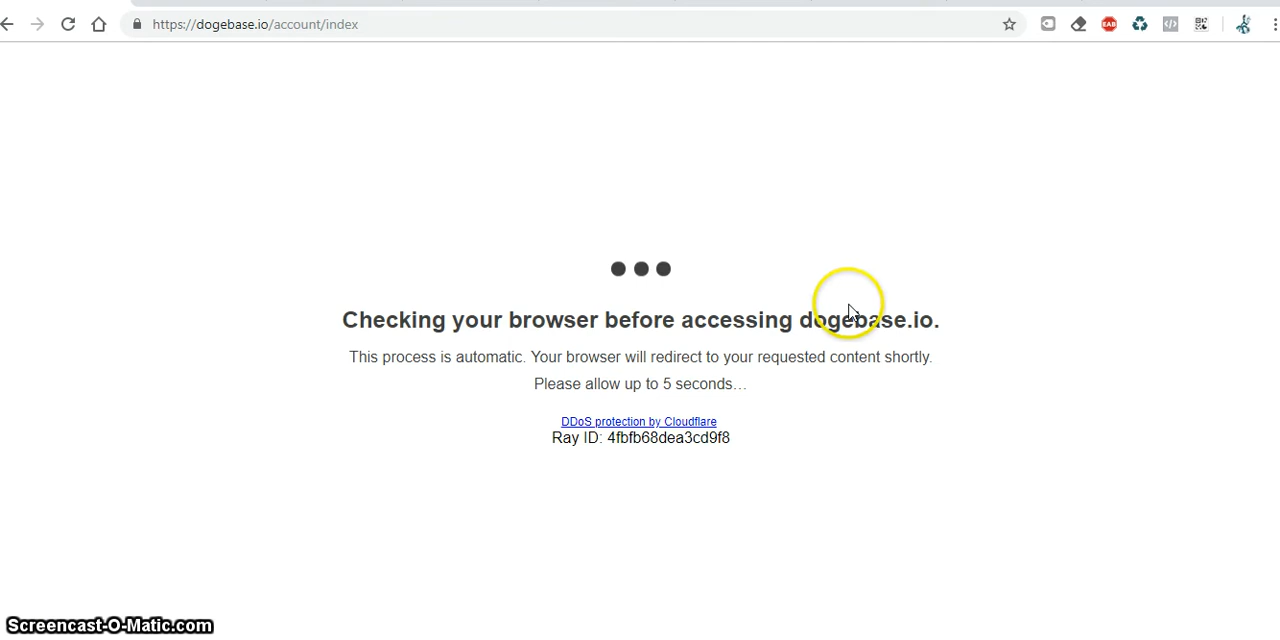 https://dogebase.io/account/index
EAB
Checking your browser before accessing dogebase.io.
This process is automatic. Your browser will redirect to your requested content shortly.
Please allow up to 5 seconds…
DDoS protection by Cloudflare
Ray ID: 4fbfb68dea3cd9f8
Screencast-O-Matic.com